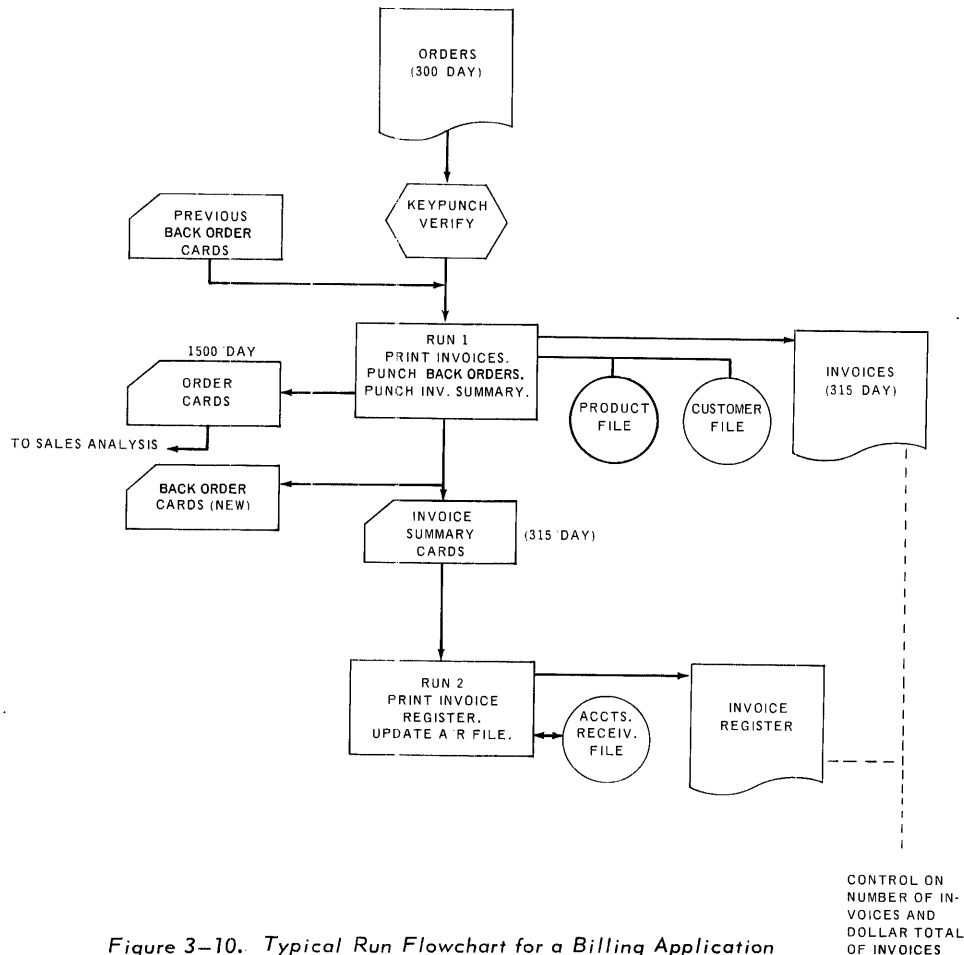 ORDERS
(300 DAY)
KEYPUNCH
VERIFY
PREVIOUS
BACK ORDER
CARDS
RUN 1
PRINT INVOICES.
PUNCH BACK ORDERS.
PUNCH INV. SUMMARY.
1500 DAY
ORDER
CARDS
TO SALES ANALYSIS
PRODUCT
FILE
CUSTOMER
FILE
INVOICES
(315 DAY)
BACK ORDER
CARDS (NEW)
INVOICE
SUMMARY
CARDS
(315 DAY)
RUN 2
PRINT INVOICE
REGISTER.
UPDATE A R FILE.
ACCTS.
RECEIV.
FILE
INVOICE
REGISTER
CONTROL ON
NUMBER OF IN-
VOICES AND
DOLLAR TOTAL
OF INVOICES
Figure 3-10. Typical Run Flowchart for a Billing Application